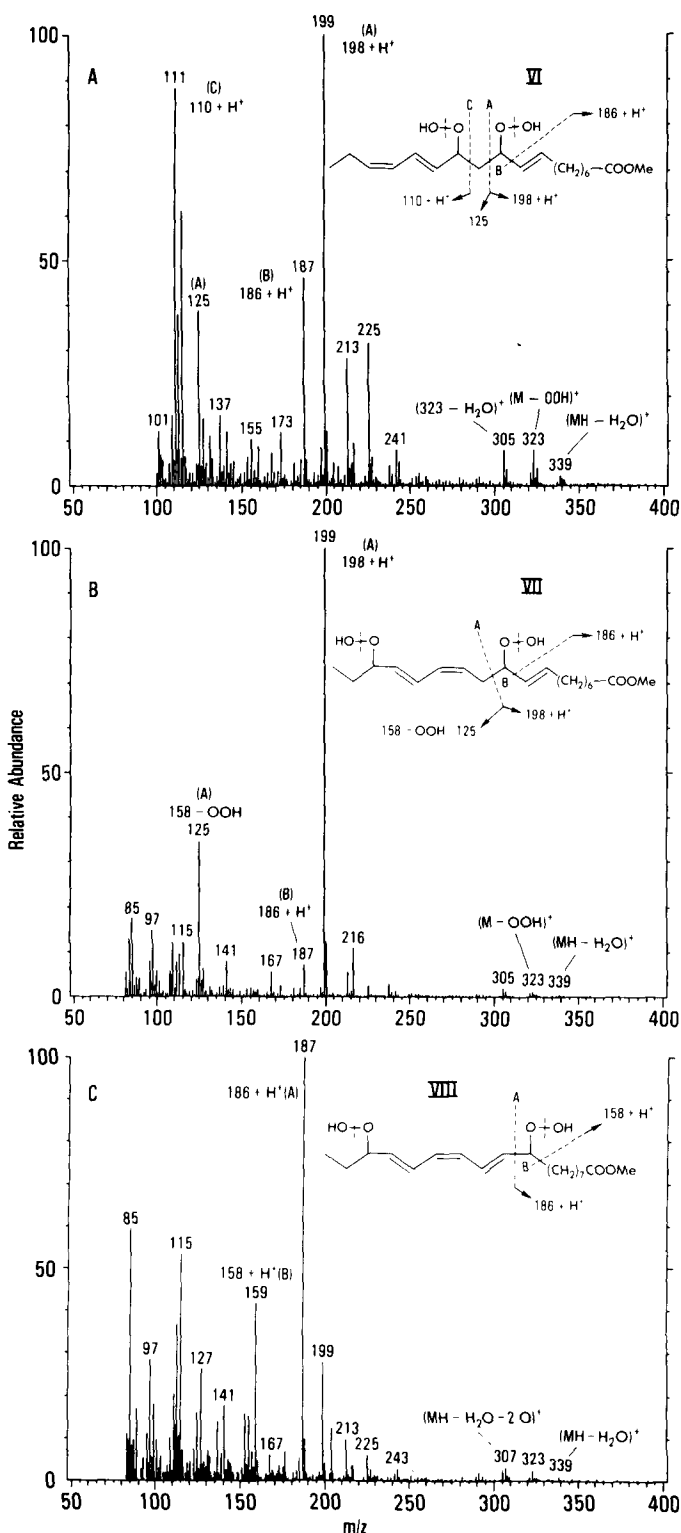 A
VI
100
199
(A)
198 + H⁺
111
(C)
110 + H⁺
C A
HO O O OH
186 + H⁺
B
(CH₂)₆—COOMe
110 + H⁺
125
198 + H⁺
50
(A)
125
(B)
186 + H⁺
187
213
225
101
137
155
173
241
(323 − H₂O)⁺
(M − OOH)⁺
(MH − H₂O)⁺
305
323
339
0
50 100 150 200 250 300 350 400
B
VII
100
199
(A)
198 + H⁺
A
HO O O OH
186 + H⁺
B
(CH₂)₆—COOMe
158 − OOH 125
198 + H⁺
50
Relative Abundance
(A)
158 − OOH
125
(B)
186 + H⁺
85
97
115
141
167
187
216
(M − OOH)⁺
(MH − H₂O)⁺
305 323 339
0
50 100 150 200 250 300 350 400
C
VIII
100
187
186 + H⁺(A)
A
HO O O OH
158 + H⁺
B
(CH₂)₇COOMe
186 + H⁺
50
85
115
158 + H⁺(B)
159
97
127
141
167
199
213
225
243
(MH − H₂O − 2 O)⁺
(MH − H₂O)⁺
307 323 339
0
50 100 150 200 250 300 350 400
m/z